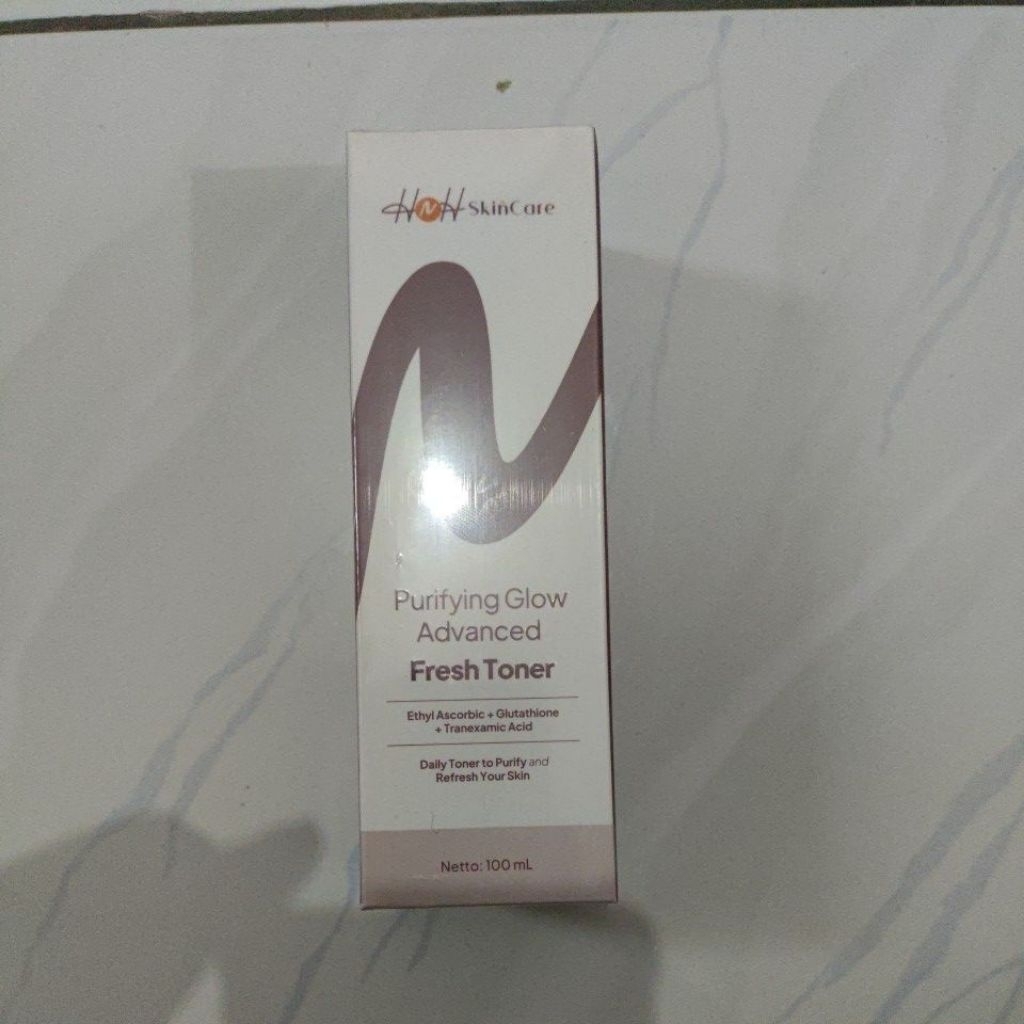 HNH SkinCare
Purifying Glow
Advanced
Fresh Toner
Ethyl Ascorbic + Glutathione
+ Tranexamic Acid
Daily Toner to Purify and
Refresh Your Skin
Netto: 100 mL